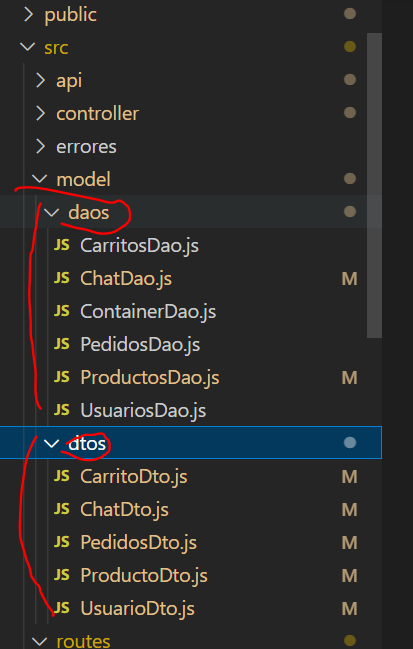 public
src
api
controller
errores
model
daos
JS CarritosDao.js
JS ChatDao.js M
JS ContainerDao.js
JS PedidosDao.js
JS ProductosDao.js M
JS UsuariosDao.js
dtos
JS CarritoDto.js M
JS ChatDto.js M
JS PedidosDto.js M
JS ProductoDto.js M
JS UsuarioDto.js M
routes